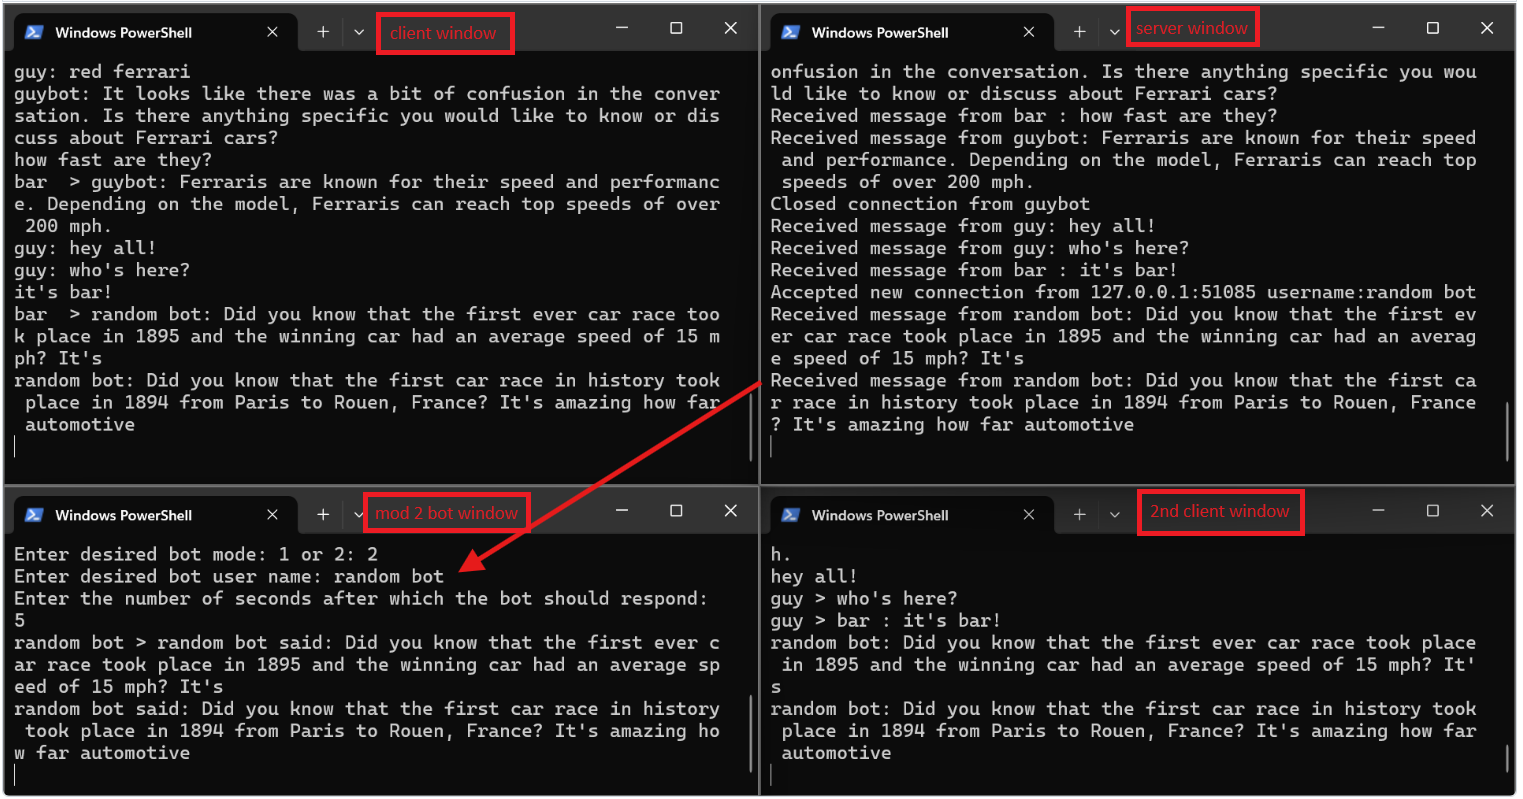 Windows PowerShell
client window
guy: red ferrari
guybot: It looks like there was a bit of confusion in the conver
sation. Is there anything specific you would like to know or dis
cuss about Ferrari cars?
how fast are they?
bar  > guybot: Ferraris are known for their speed and performanc
e. Depending on the model, Ferraris can reach top speeds of over
 200 mph.
guy: hey all!
guy: who's here?
it's bar!
bar  > random bot: Did you know that the first ever car race too
k place in 1895 and the winning car had an average speed of 15 m
ph? It's
random bot: Did you know that the first car race in history took
 place in 1894 from Paris to Rouen, France? It's amazing how far
 automotive
Windows PowerShell
server window
onfusion in the conversation. Is there anything specific you wou
ld like to know or discuss about Ferrari cars?
Received message from bar : how fast are they?
Received message from guybot: Ferraris are known for their speed
 and performance. Depending on the model, Ferraris can reach top
 speeds of over 200 mph.
Closed connection from guybot
Received message from guy: hey all!
Received message from guy: who's here?
Received message from bar : it's bar!
Accepted new connection from 127.0.0.1:51085 username:random bot
Received message from random bot: Did you know that the first ev
er car race took place in 1895 and the winning car had an averag
e speed of 15 mph? It's
Received message from random bot: Did you know that the first ca
r race in history took place in 1894 from Paris to Rouen, France
? It's amazing how far automotive
Windows PowerShell
mod 2 bot window
Enter desired bot mode: 1 or 2: 2
Enter desired bot user name: random bot
Enter the number of seconds after which the bot should respond:
5
random bot > random bot said: Did you know that the first ever c
ar race took place in 1895 and the winning car had an average sp
eed of 15 mph? It's
random bot said: Did you know that the first car race in history
 took place in 1894 from Paris to Rouen, France? It's amazing ho
w far automotive
Windows PowerShell
2nd client window
h.
hey all!
guy > who's here?
guy > bar : it's bar!
random bot: Did you know that the first ever car race took place
 in 1895 and the winning car had an average speed of 15 mph? It'
s
random bot: Did you know that the first car race in history took
 place in 1894 from Paris to Rouen, France? It's amazing how far
 automotive